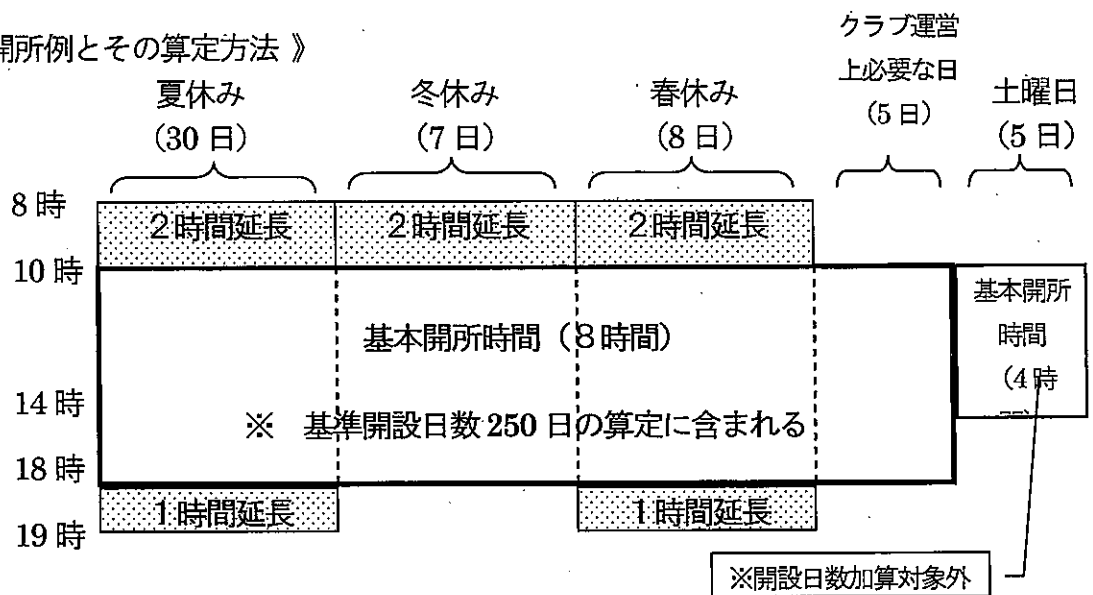 開所例とその算定方法 》
クラブ運営
上必要な日
(5日)
夏休み
(30日)
冬休み
(7日)
春休み
(8日)
土曜日
(5日)
8時
2時間延長
2時間延長
2時間延長
10時
基本開所時間(8時間)
基本開所
時間
(4時
14時
※ 基準開設日数250日の算定に含まれる
18時
1時間延長
1時間延長
19時
※開設日数加算対象外